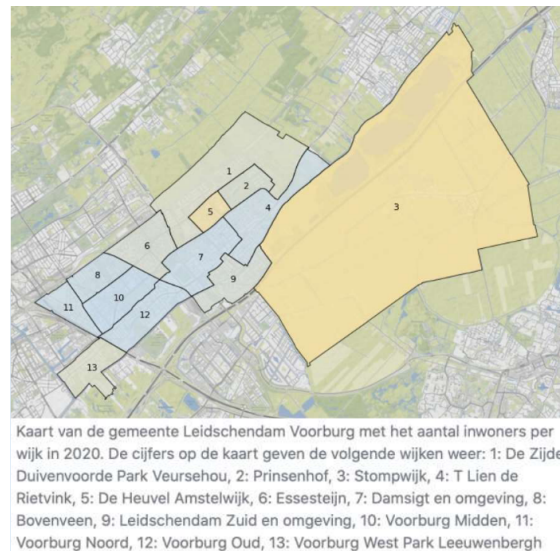 1
2
3
4
5
6
7
8
9
10
11
12
13
Kaart van de gemeente Leidschendam Voorburg met het aantal inwoners per
wijk in 2020. De cijfers op de kaart geven de volgende wijken weer: 1: De Zijde
Duivenvoorde Park Veursehou, 2: Prinsenhof, 3: Stompwijk, 4: T Lien de
Rietvink, 5: De Heuvel Amstelwijk, 6: Essesteijn, 7: Damsigt en omgeving, 8:
Bovenveen, 9: Leidschendam Zuid en omgeving, 10: Voorburg Midden, 11:
Voorburg Noord, 12: Voorburg Oud, 13: Voorburg West Park Leeuwenbergh